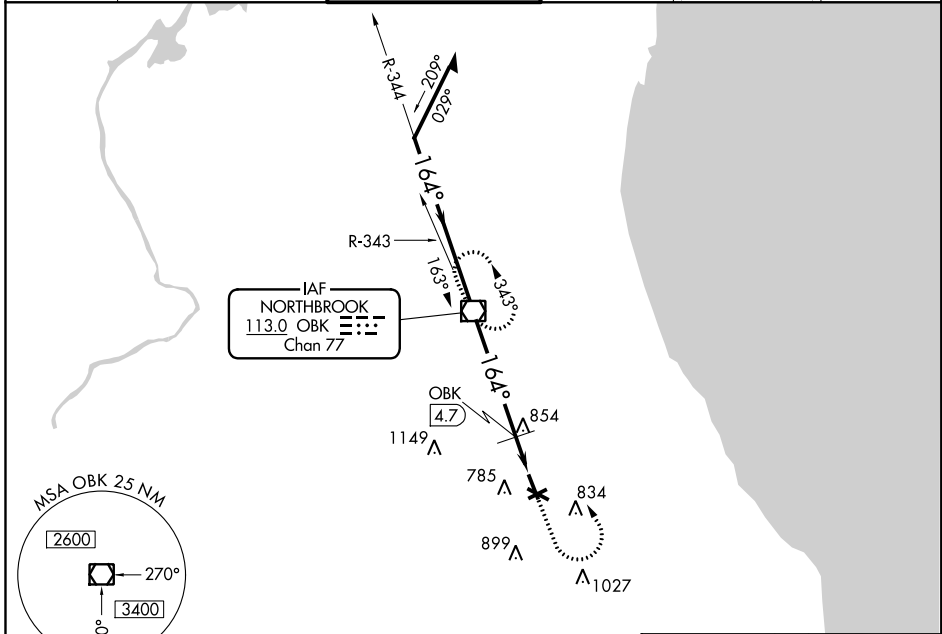 R-344
209°
029°
164°
R-343
163°
343°
IAF
NORTHBROOK
113.0 OBK
Chan 77
164°
OBK
4.7
854
1149
785
834
899
1027
MSA OBK 25 NM
2600
270°
3400